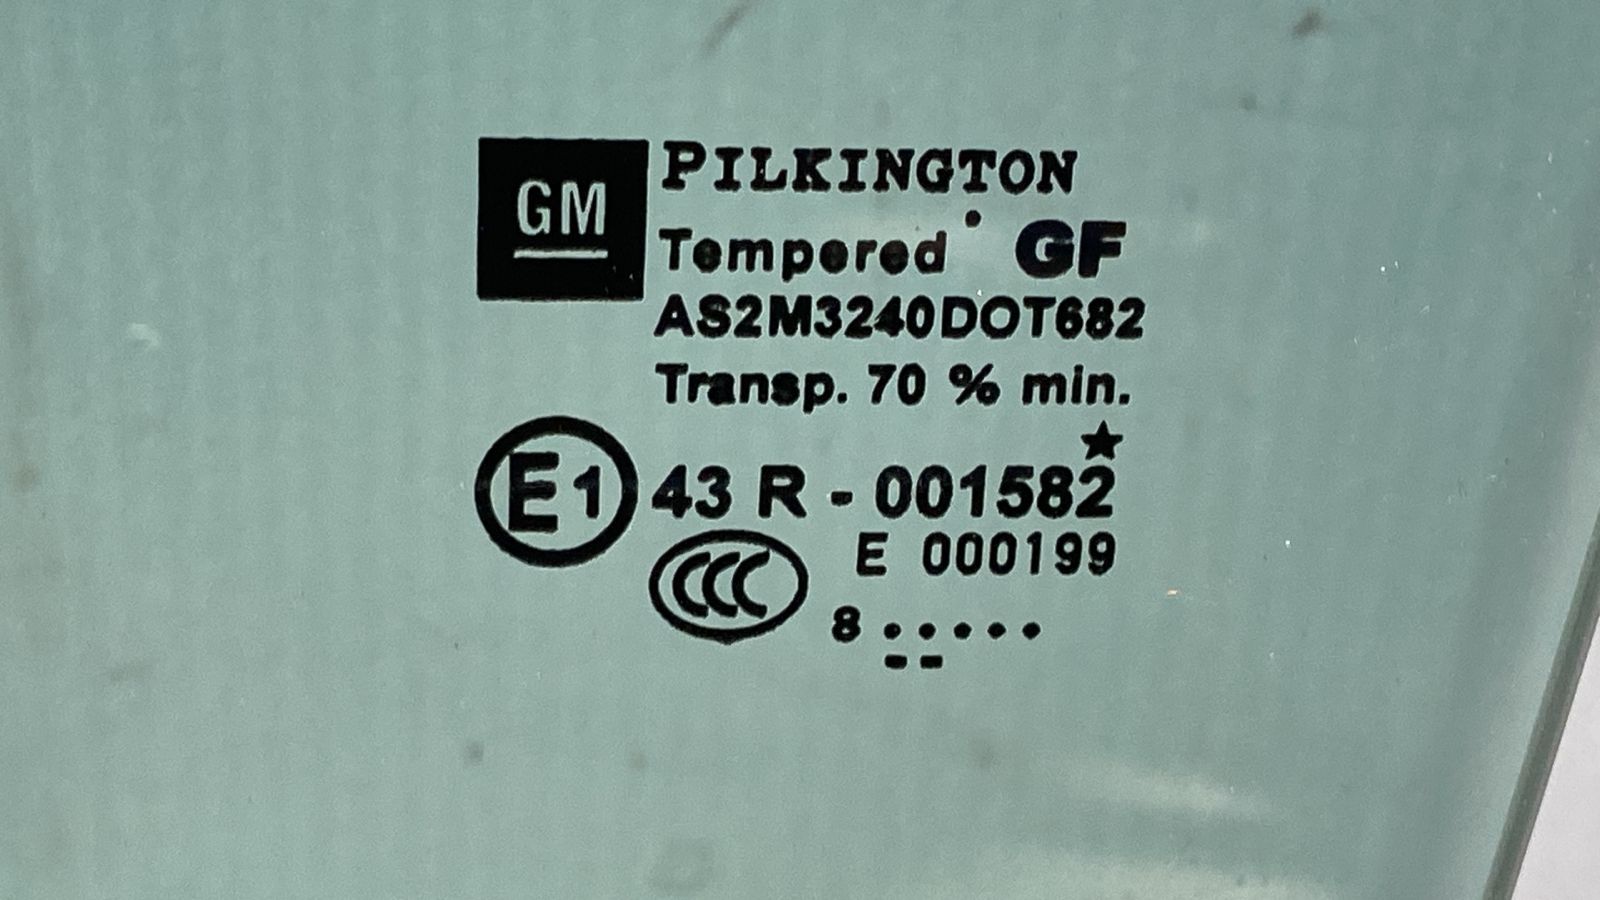 GM
PILKINGTON
Tempered GF
AS2M3240DOT682
Transp. 70 % min.
E1 43 R - 001582
CCC E 000199
8 . . . . .